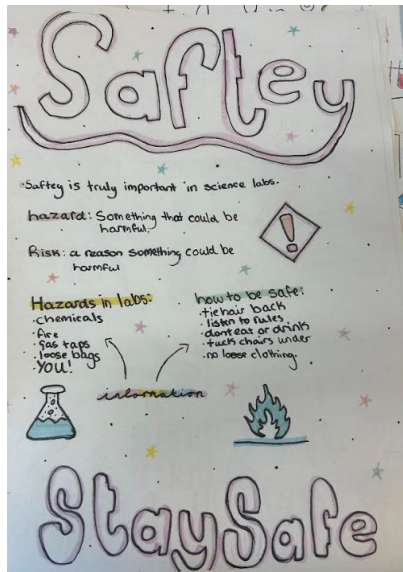 Saftey
Saftey is truly important in science labs.
hazard: Something that could be
harmful.
Risk: a reason something could be
harmful
Hazards in labs:
· chemicals
· fire
· gas taps
· loose bags
· YOU!
how to be safe:
· tie hair back
· listen to rules
· dont eat or drink
· tuck chairs under
· no loose clothing.
information
!
Stay Safe